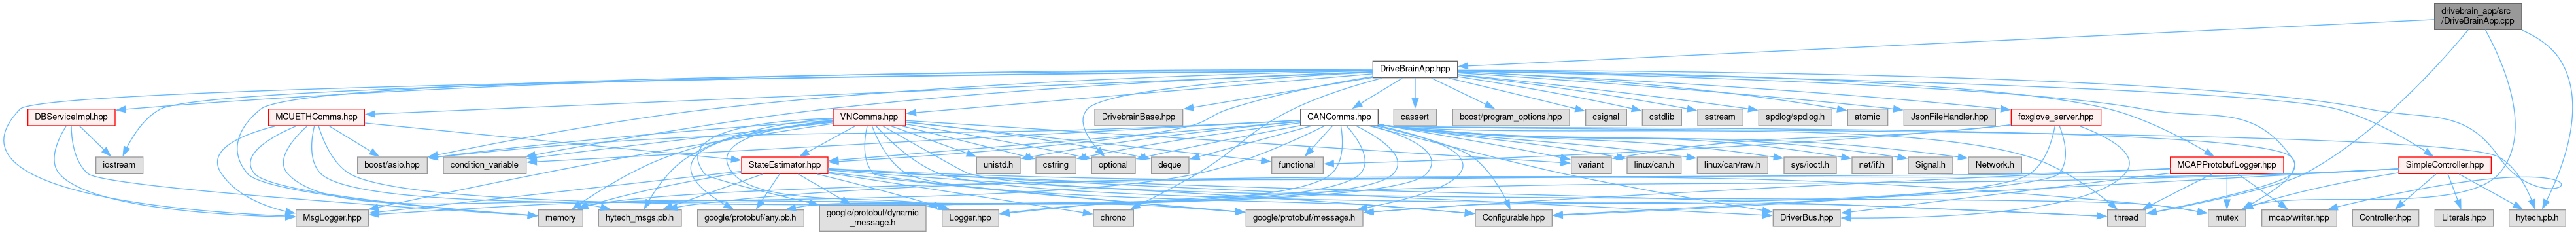 drivebrain_app/src
/DriveBrainApp.cpp
DriveBrainApp.hpp
DBServiceImpl.hpp
MCUETHComms.hpp
VNComms.hpp
DrivebrainBase.hpp
CANComms.hpp
cassert
boost/program_options.hpp
csignal
cstdlib
sstream
spdlog/spdlog.h
atomic
JsonFileHandler.hpp
foxglove_server.hpp
iostream
boost/asio.hpp
condition_variable
StateEstimator.hpp
unistd.h
cstring
optional
deque
functional
variant
linux/can.h
linux/can/raw.h
sys/ioctl.h
net/if.h
Signal.h
Network.h
MCAPProtobufLogger.hpp
SimpleController.hpp
MsgLogger.hpp
memory
hytech_msgs.pb.h
google/protobuf/any.pb.h
google/protobuf/dynamic
_message.h
Logger.hpp
chrono
google/protobuf/message.h
Configurable.hpp
DriverBus.hpp
thread
mutex
mcap/writer.hpp
Controller.hpp
Literals.hpp
hytech.pb.h